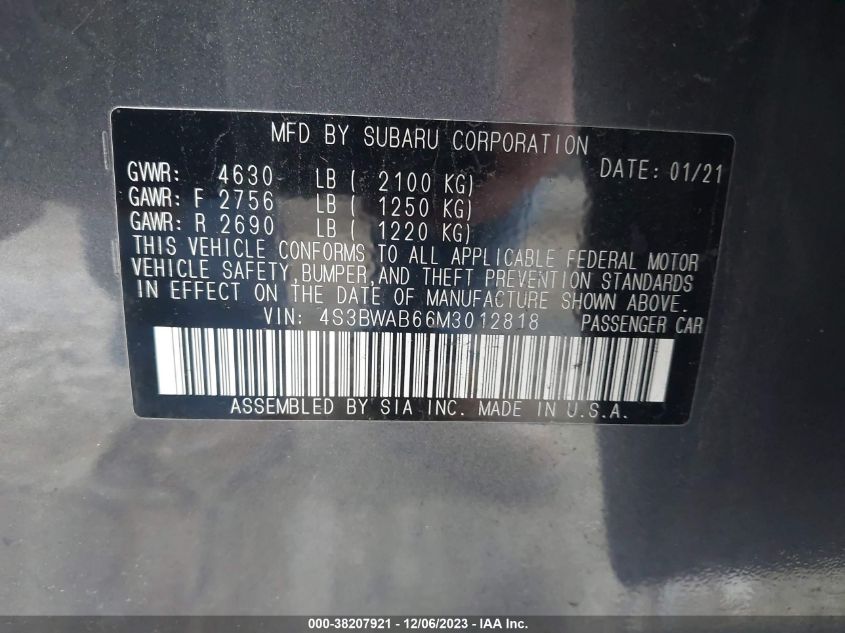 MFD BY SUBARU CORPORATION
DATE: 01/21
GVWR: 4630 LB ( 2100 KG)
GAWR: F 2756 LB ( 1250 KG)
GAWR: R 2690 LB ( 1220 KG)
THIS VEHICLE CONFORMS TO ALL APPLICABLE FEDERAL MOTOR
VEHICLE SAFETY,BUMPER,AND THEFT PREVENTION STANDARDS
IN EFFECT ON THE DATE OF MANUFACTURE SHOWN ABOVE.
VIN: 4S3BWAB66M3012818 PASSENGER CAR
ASSEMBLED BY SIA INC. MADE IN U.S.A.
000-38207921 - 12/06/2023 - IAA Inc.